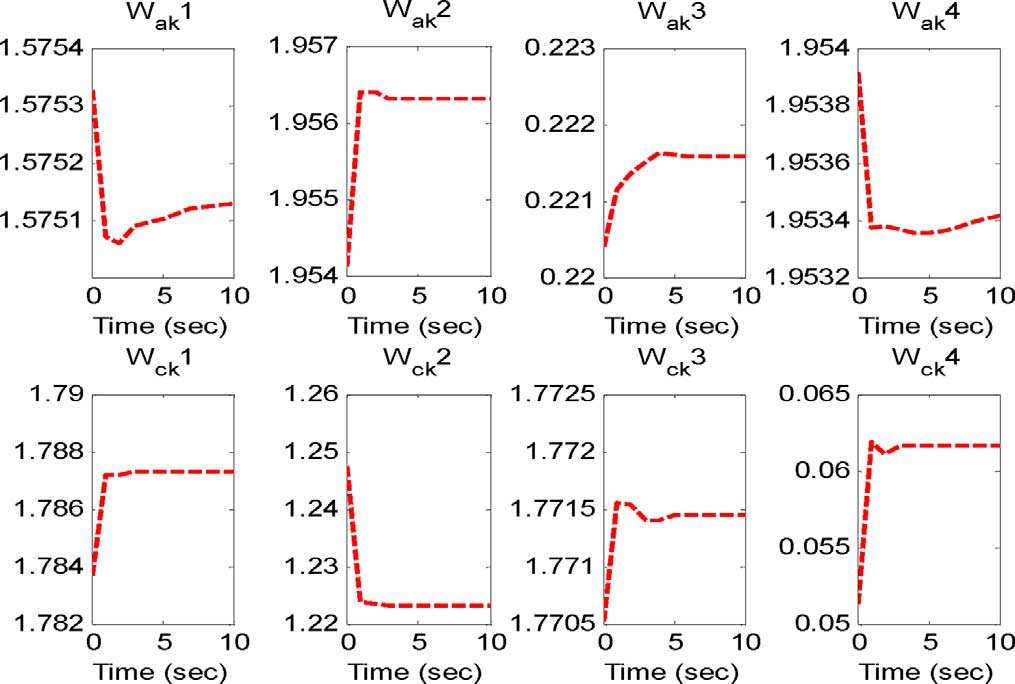 W_ak1 W_ak2 W_ak3 W_ak4
1.5754 1.957 0.223 1.954
1.5753 1.956 0.222 1.9538
1.5752 1.955 0.221 1.9536
1.5751 1.954 0.22 1.9534
1.9532
0 5 10 0 5 10 0 5 10 0 5 10
Time (sec) Time (sec) Time (sec) Time (sec)
W_ck1 W_ck2 W_ck3 W_ck4
1.79 1.26 1.7725 0.065
1.788 1.25 1.772 0.06
1.786 1.24 1.7715 0.055
1.784 1.23 1.771 0.05
1.782 1.22 1.7705
0 5 10 0 5 10 0 5 10 0 5 10
Time (sec) Time (sec) Time (sec) Time (sec)